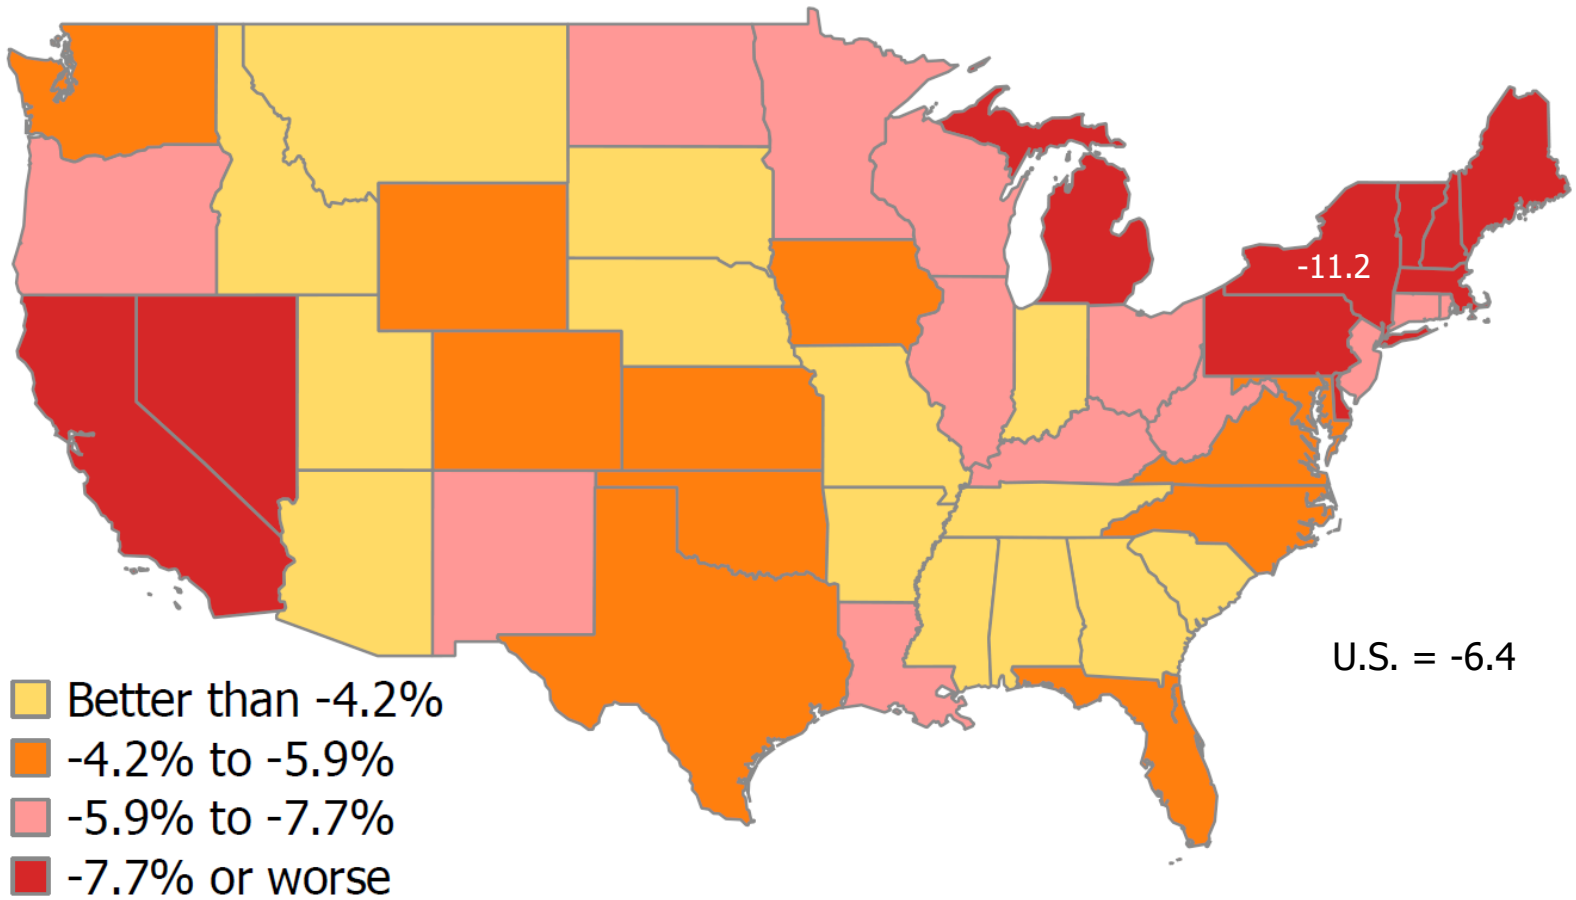 -11.2
U.S. = -6.4
Better than -4.2%
-4.2% to -5.9%
-5.9% to -7.7%
-7.7% or worse